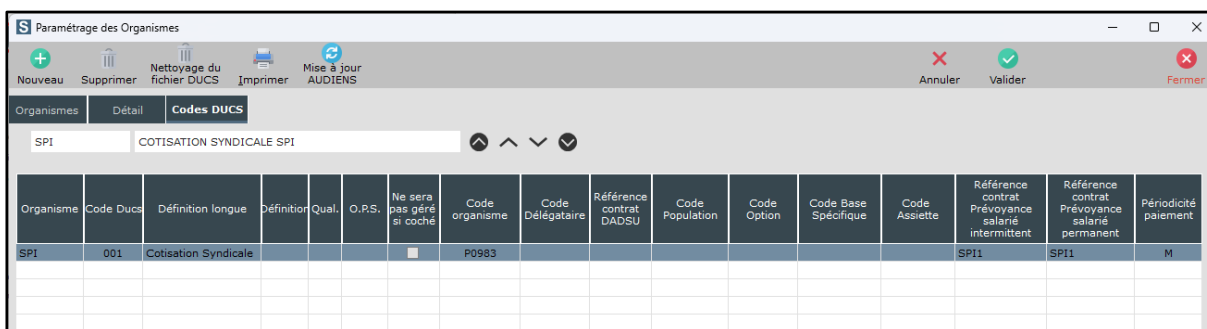 S Paramétrage des Organismes
Nouveau
Supprimer
Nettoyage du
fichier DUCS
Imprimer
Mise à jour
AUDIENS
Annuler
Valider
Fermer
Organismes
Détail
Codes DUCS
SPI
COTISATION SYNDICALE SPI
Organisme
Code Ducs
Définition longue
Définition
Qual.
O.P.S.
Ne sera
pas géré
si coché
Code
organisme
Code
Délégataire
Référence
contrat
DADSU
Code
Population
Code
Option
Code Base
Spécifique
Code
Assiette
Référence
contrat
Prévoyance
salarié
intermittent
Référence
contrat
Prévoyance
salarié
permanent
Périodicité
paiement
SPI
001
Cotisation Syndicale
P0983
SPI1
SPI1
M